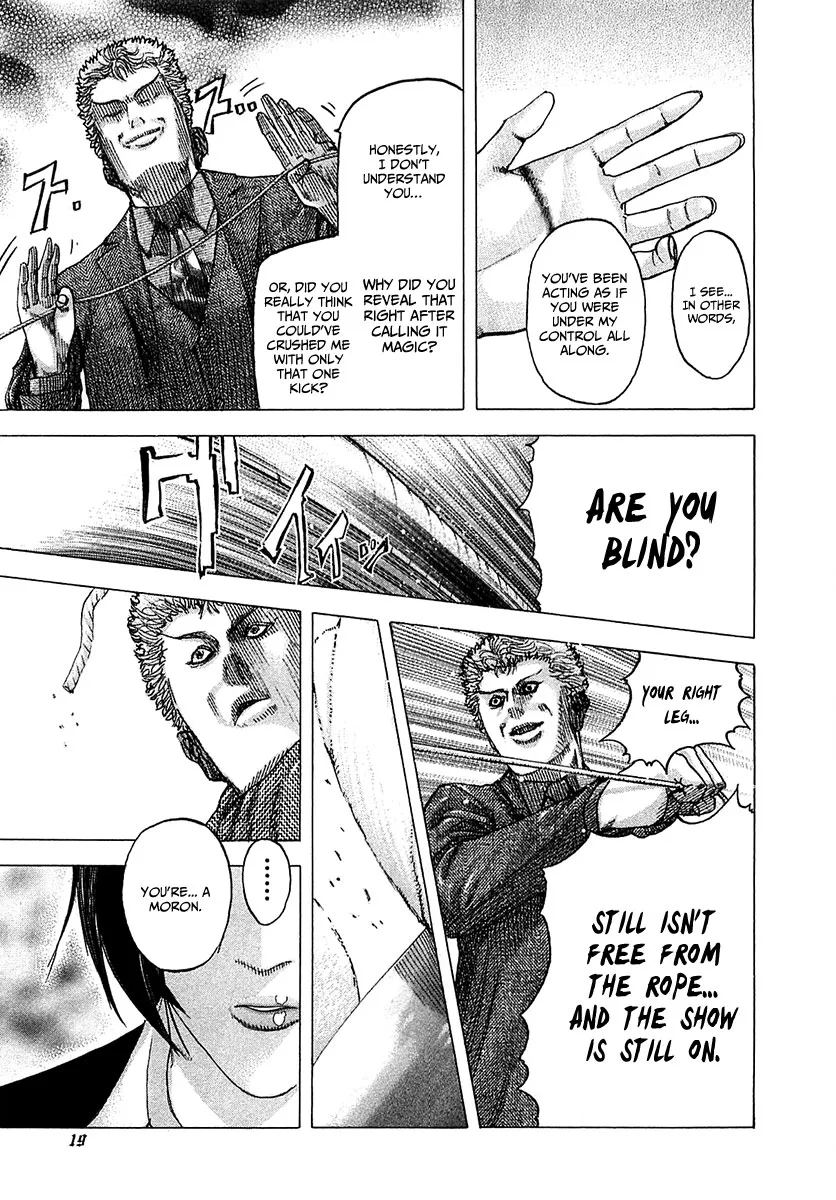 I SEE...
IN OTHER
WORDS,
YOU'VE BEEN
ACTING AS IF
YOU WERE
UNDER MY
CONTROL ALL
ALONG.
HONESTLY,
I DON'T
UNDERSTAND
YOU...
WHY DID YOU
REVEAL THAT
RIGHT AFTER
CALLING IT
MAGIC?
OR, DID YOU
REALLY THINK
THAT YOU
COULD'VE
CRUSHED ME
WITH ONLY
THAT ONE
KICK?
ARE YOU
BLIND?
YOUR RIGHT
LEG...
STILL ISN'T
FREE FROM
THE ROPE...
AND THE SHOW
IS STILL ON.
YOU'RE... A
MORON.
19